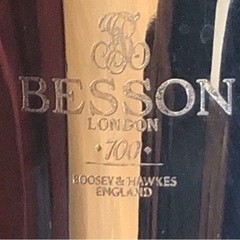 BESSON
LONDON
·700·
BOOSEY & HAWKES
ENGLAND